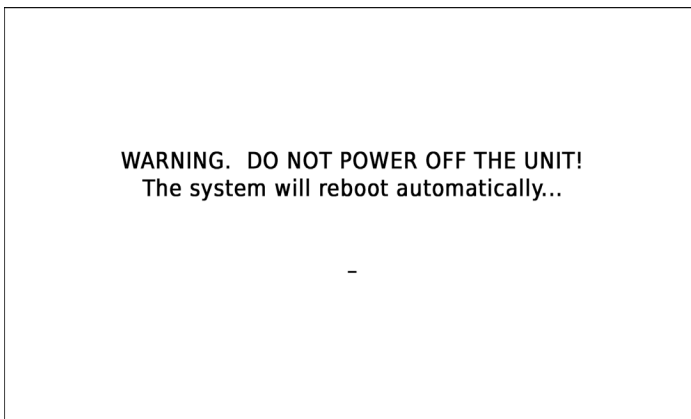 WARNING.  DO NOT POWER OFF THE UNIT!
The system will reboot automatically...
–